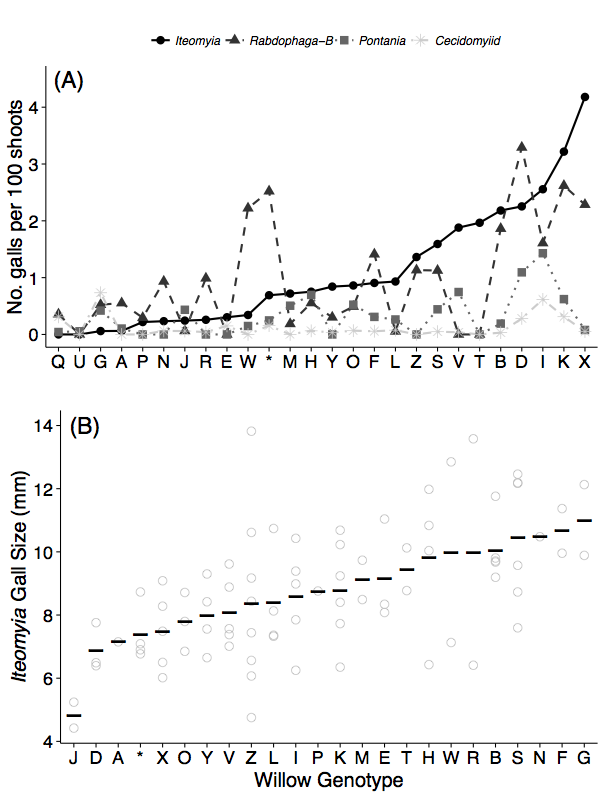 Iteomyia Rabdophaga−B Pontania Cecidomyiid
(A)
No. galls per 100 shoots
4
3
2
1
0
Q U G A P N J R E W * M H Y O F L Z S V T B D I K X
(B)
Iteomyia Gall Size (mm)
14
12
10
8
6
4
J D A * X O Y V Z L I P K M E T H W R B S N F G
Willow Genotype